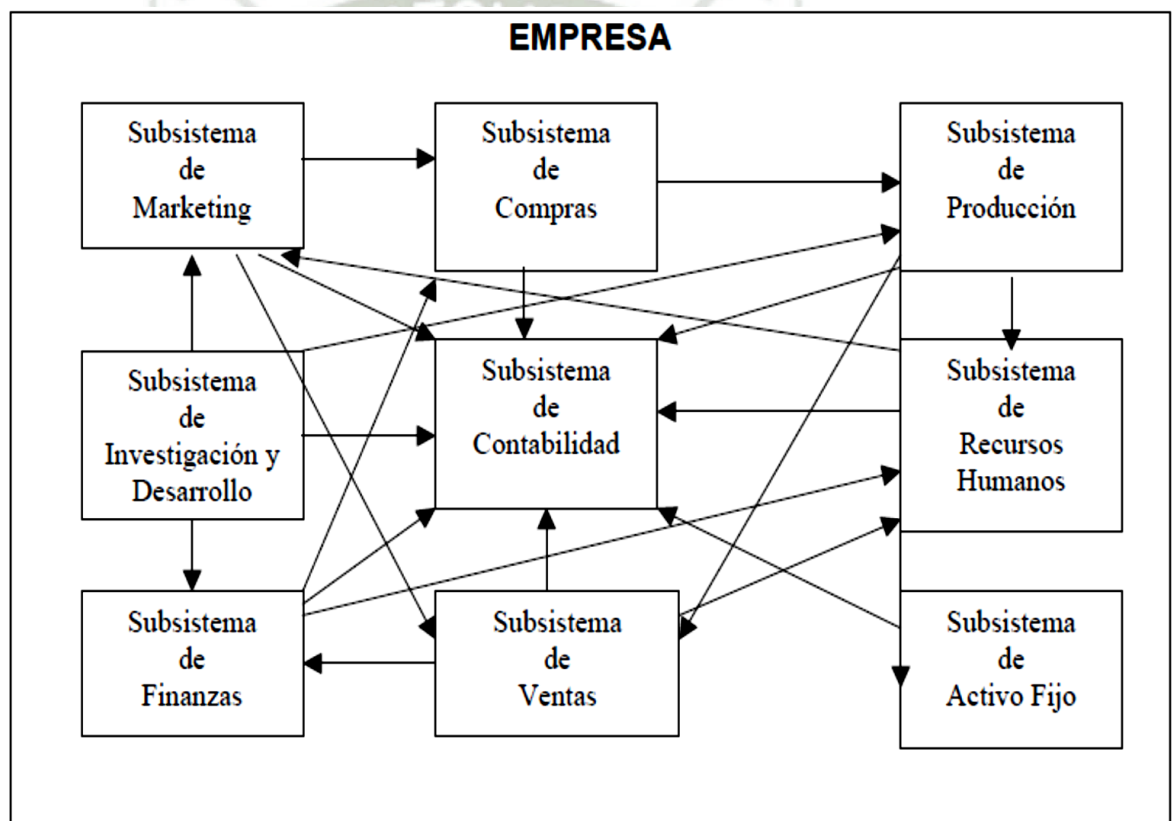 EMPRESA
Subsistema
de
Marketing
Subsistema
de
Compras
Subsistema
de
Producción
Subsistema
de
Investigación y
Desarrollo
Subsistema
de
Contabilidad
Subsistema
de
Recursos
Humanos
Subsistema
de
Finanzas
Subsistema
de
Ventas
Subsistema
de
Activo Fijo